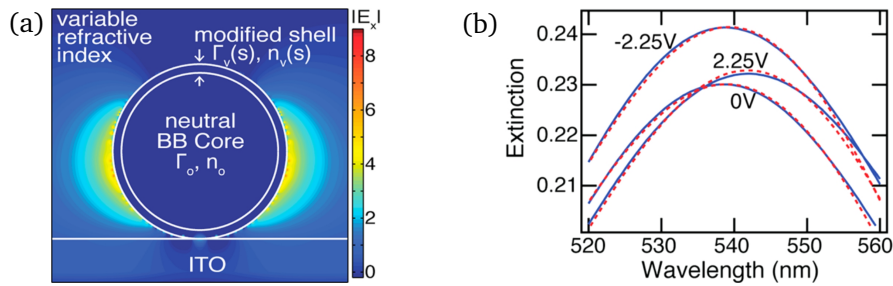 (a)
variable
refractive
index
modified shell
Γᵥ(s), nᵥ(s)
neutral
BB Core
Γₒ, nₒ
ITO
|Eₓ|
8
6
4
2
0
(b)
Extinction
0.24
0.23
0.22
0.21
-2.25V
2.25V
0V
520 530 540 550 560
Wavelength (nm)